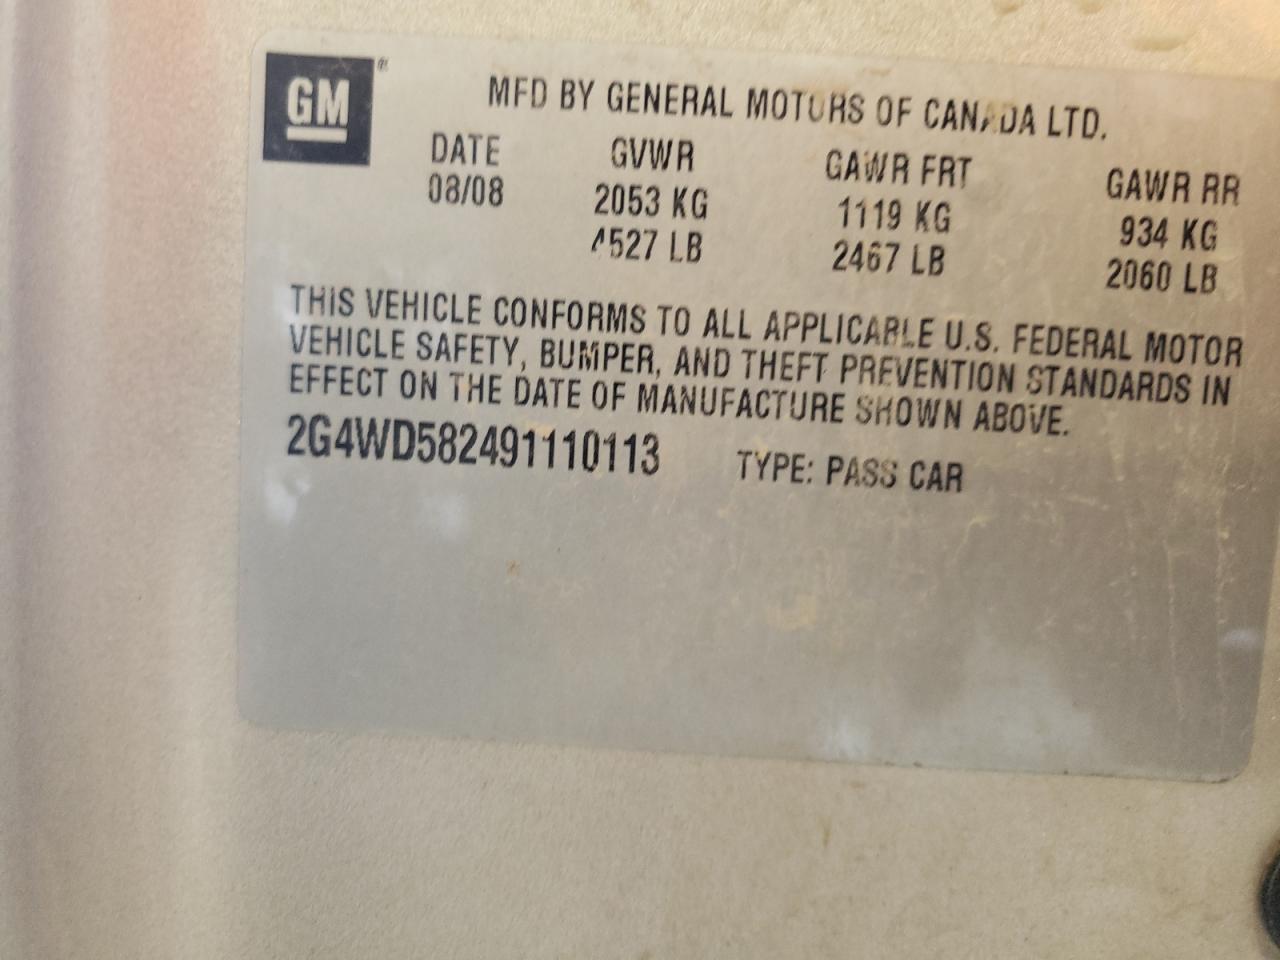 GM®
MFD BY GENERAL MOTORS OF CANADA LTD.
DATE GVWR GAWR FRT GAWR RR
08/08 2053 KG 1119 KG 934 KG
4527 LB 2467 LB 2060 LB
THIS VEHICLE CONFORMS TO ALL APPLICABLE U.S. FEDERAL MOTOR
VEHICLE SAFETY, BUMPER, AND THEFT PREVENTION STANDARDS IN
EFFECT ON THE DATE OF MANUFACTURE SHOWN ABOVE.
2G4WD582491110113 TYPE: PASS CAR